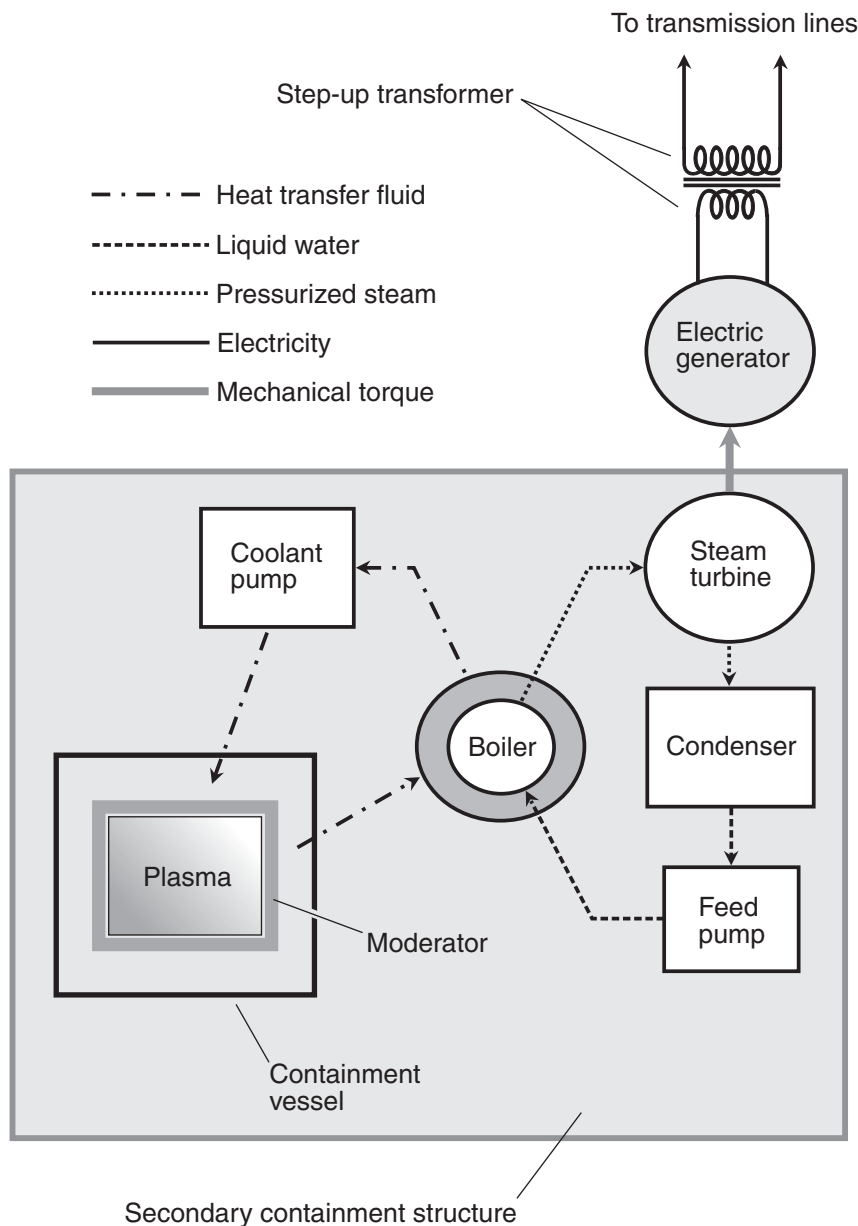 To transmission lines
Step-up transformer
Heat transfer fluid
Liquid water
Pressurized steam
Electricity
Mechanical torque
Electric
generator
Coolant
pump
Steam
turbine
Boiler
Condenser
Plasma
Feed
pump
Moderator
Containment
vessel
Secondary containment structure